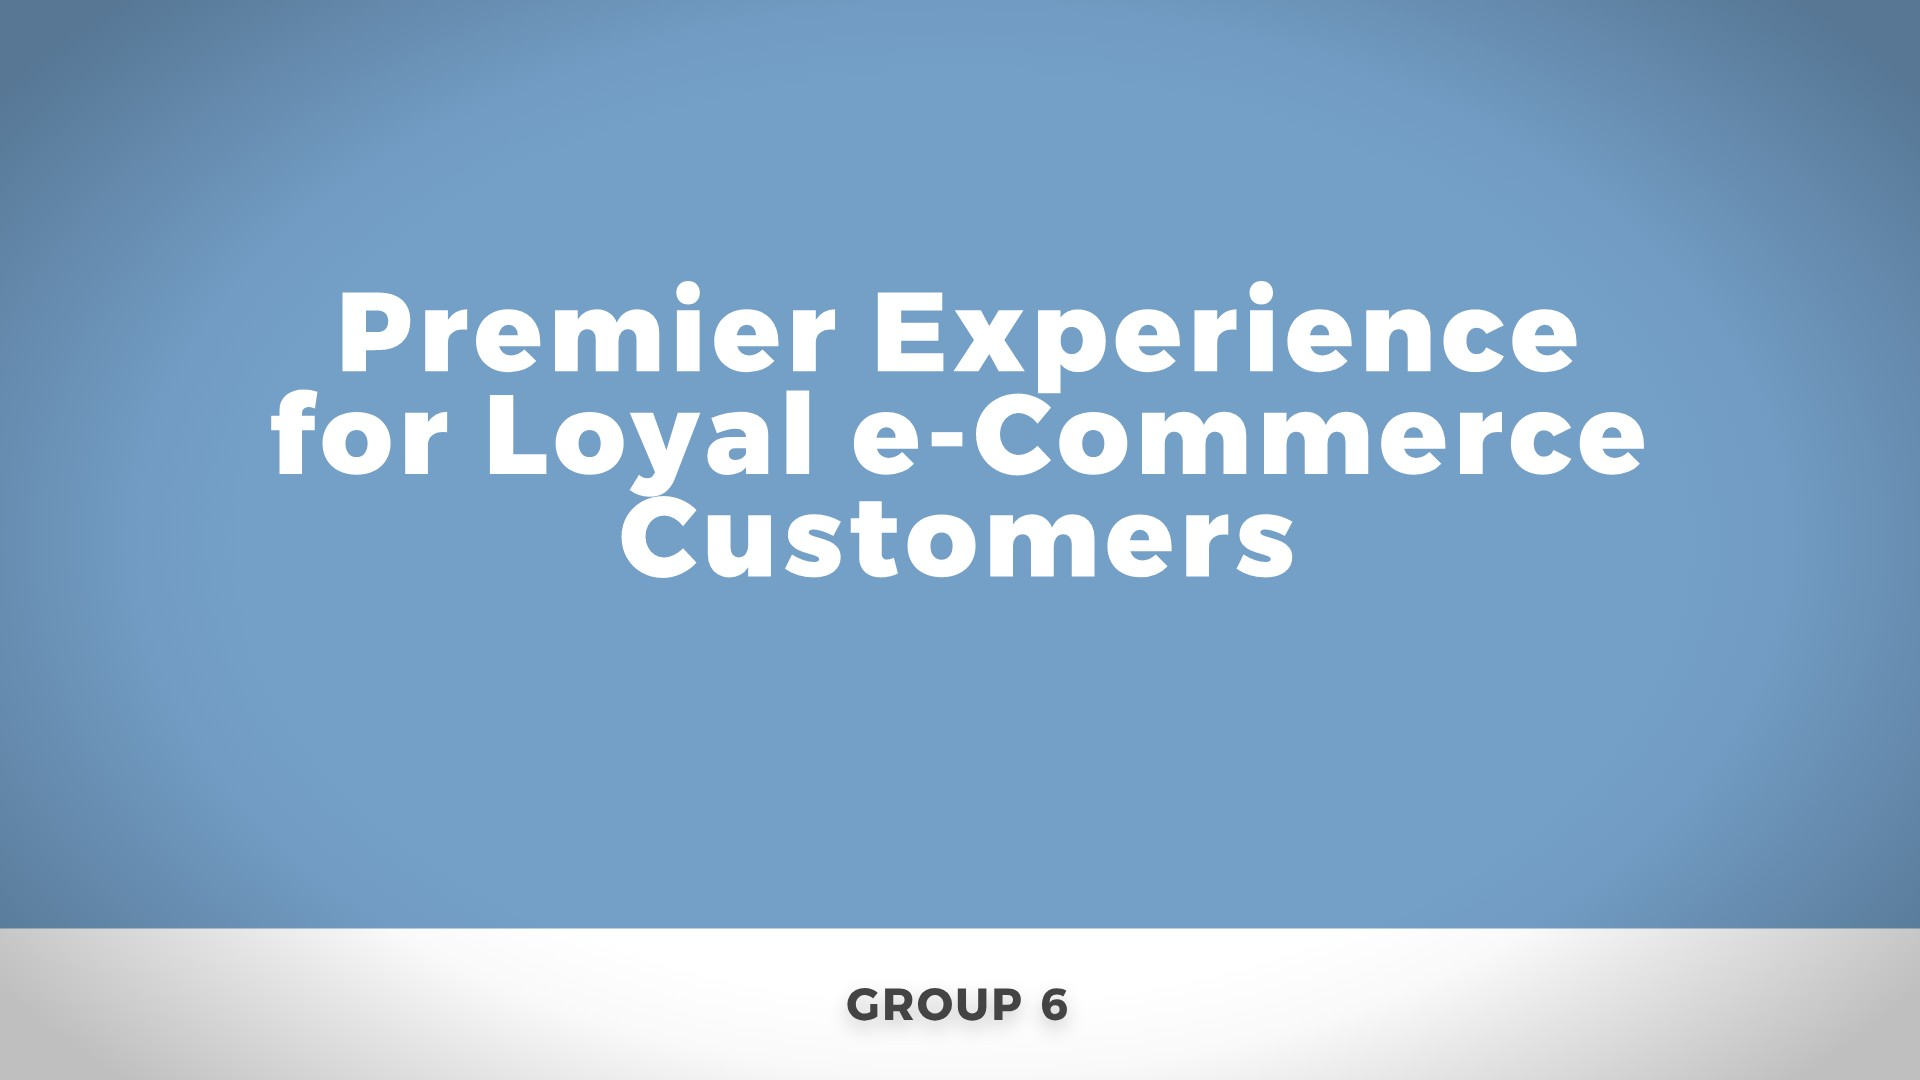 Premier Experience
for Loyal e-Commerce
Customers
GROUP 6